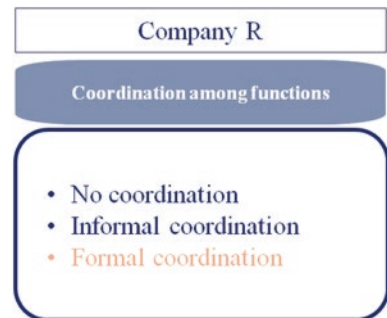 Company R
Coordination among functions
• No coordination
• Informal coordination
• Formal coordination